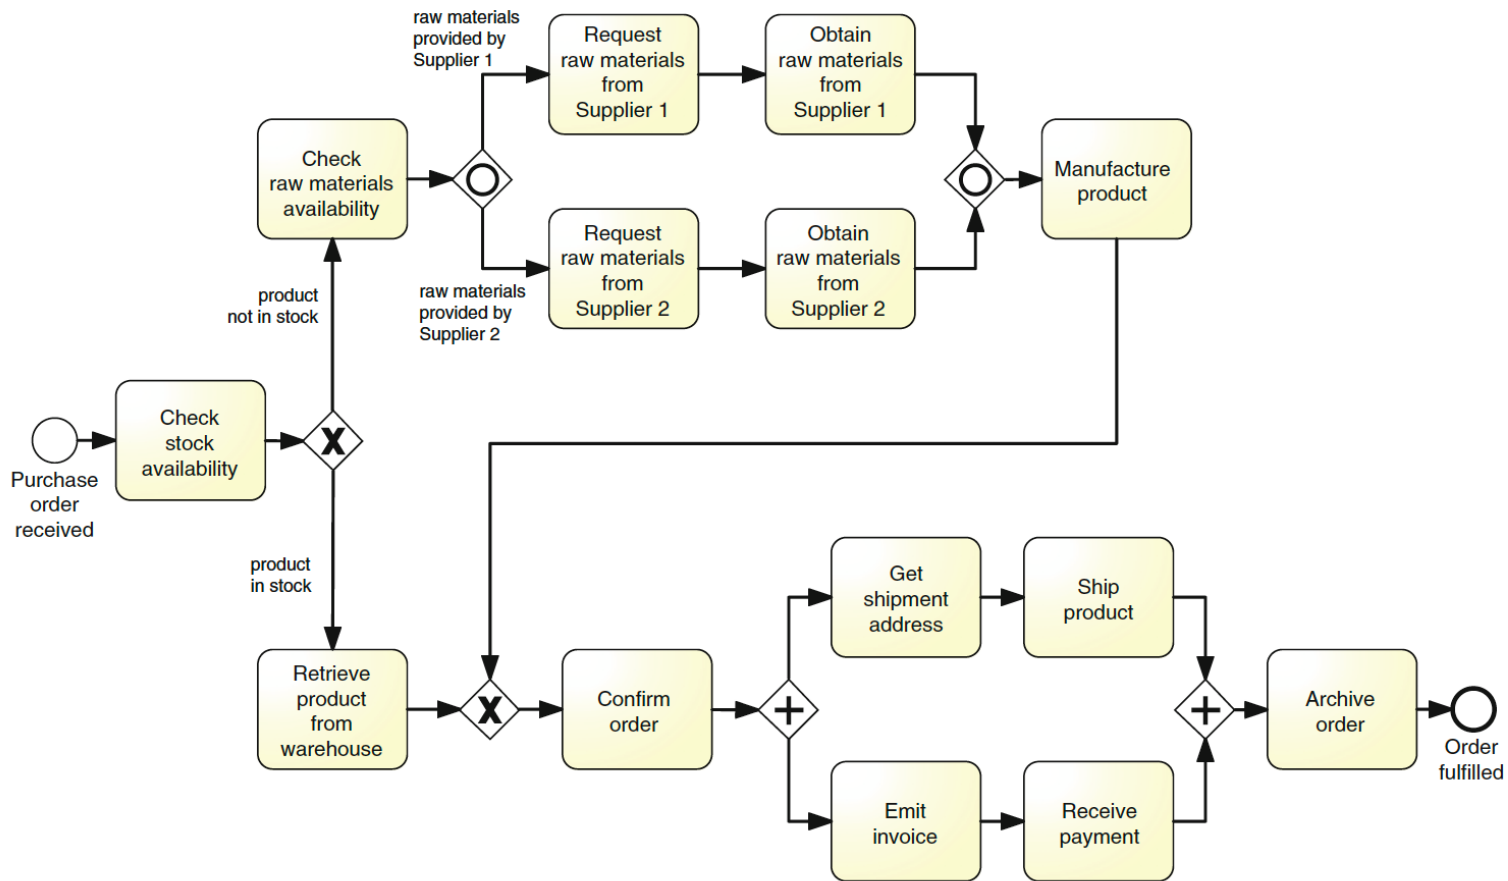 raw materials
provided by
Supplier 1
Request
raw materials
from
Supplier 1
Obtain
raw materials
from
Supplier 1
Check
raw materials
availability
Manufacture
product
raw materials
provided by
Supplier 2
Request
raw materials
from
Supplier 2
Obtain
raw materials
from
Supplier 2
product
not in stock
Purchase
order
received
Check
stock
availability
X
product
in stock
Retrieve
product
from
warehouse
X
Confirm
order
+
Get
shipment
address
Ship
product
Emit
invoice
Receive
payment
+
Archive
order
Order
fulfilled